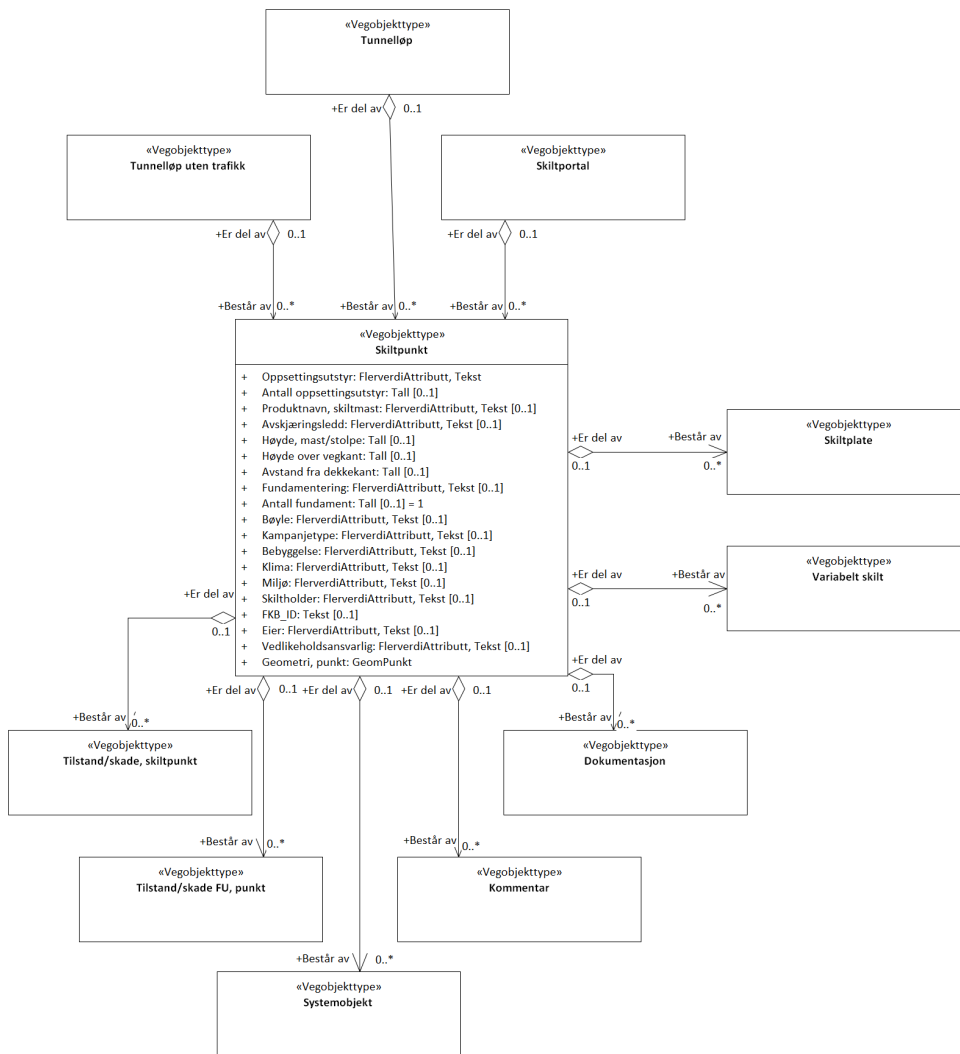 «Vegobjekttype»
Tunnelløp
+Er del av 0..1
«Vegobjekttype»
Tunnelløp uten trafikk
«Vegobjekttype»
Skiltportal
+Er del av 0..1
+Er del av 0..1
+Består av 0..*
+Består av 0..*
+Består av 0..*
«Vegobjekttype»
Skiltpunkt
+ Oppsettingsutstyr: FlerverdiAttributt, Tekst
+ Antall oppsettingsutstyr: Tall [0..1]
+ Produktnavn, skiltmast: FlerverdiAttributt, Tekst [0..1]
+ Avskjæringsledd: FlerverdiAttributt, Tekst [0..1]
+ Høyde, mast/stolpe: Tall [0..1]
+ Høyde over vegkant: Tall [0..1]
+ Avstand fra dekkekant: Tall [0..1]
+ Fundamentering: FlerverdiAttributt, Tekst [0..1]
+ Antall fundament: Tall [0..1] = 1
+ Bøyle: FlerverdiAttributt, Tekst [0..1]
+ Kampanjetype: FlerverdiAttributt, Tekst [0..1]
+ Bebyggelse: FlerverdiAttributt, Tekst [0..1]
+ Klima: FlerverdiAttributt, Tekst [0..1]
+ Miljø: FlerverdiAttributt, Tekst [0..1]
+ Skiltholder: FlerverdiAttributt, Tekst [0..1]
+ FKB_ID: Tekst [0..1]
+ Eier: FlerverdiAttributt, Tekst [0..1]
+ Vedlikeholdsansvarlig: FlerverdiAttributt, Tekst [0..1]
+ Geometri, punkt: GeomPunkt
+Er del av
0..1
+Består av
0..*
«Vegobjekttype»
Skiltplate
+Er del av
0..1
+Består av
0..*
«Vegobjekttype»
Variabelt skilt
+Er del av
0..1
+Består av 0..*
«Vegobjekttype»
Tilstand/skade, skiltpunkt
+Er del av
0..1
+Består av 0..*
«Vegobjekttype»
Dokumentasjon
+Er del av 0..1
+Er del av 0..1
+Er del av 0..1
+Består av 0..*
«Vegobjekttype»
Tilstand/skade FU, punkt
+Består av 0..*
«Vegobjekttype»
Kommentar
+Består av 0..*
«Vegobjekttype»
Systemobjekt